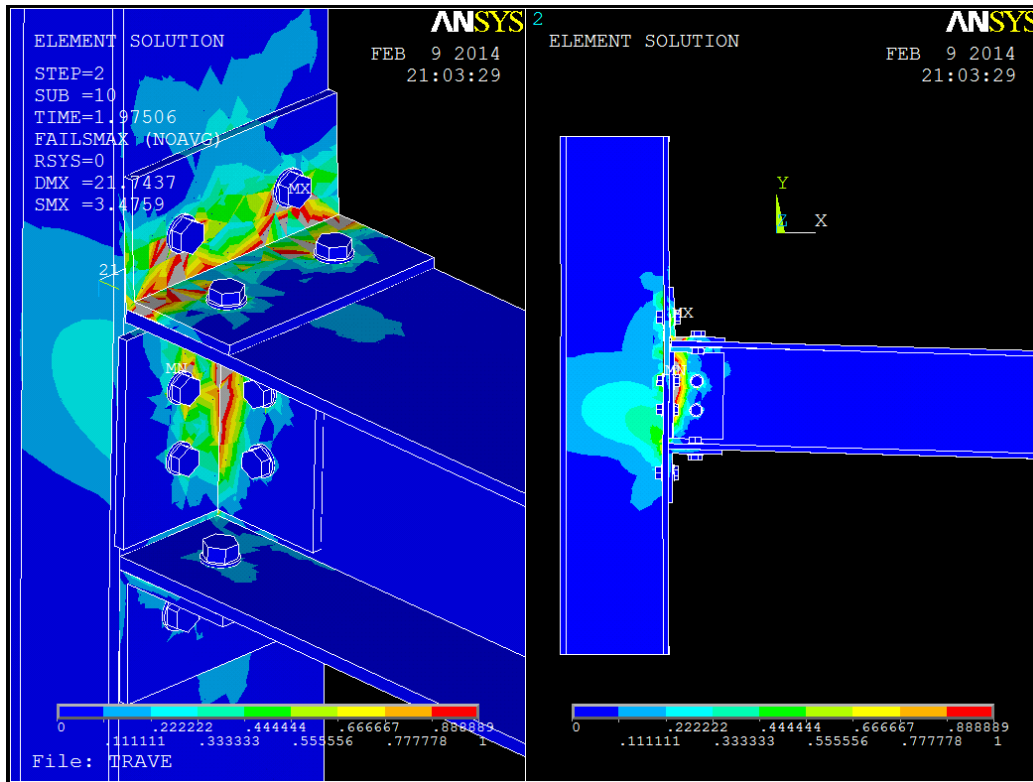 ANSYS
ELEMENT SOLUTION
FEB 9 2014
21:03:29
STEP=2
SUB =10
TIME=1.97506
FAILSMAX (NOAVG)
RSYS=0
DMX =21.7437
SMX =3.4759
MX
21
MN
0 .222222 .444444 .666667 .888889
.111111 .333333 .555556 .777778 1
File: TRAVE
2
ANSYS
ELEMENT SOLUTION
FEB 9 2014
21:03:29
Y
Z X
MX
0 .222222 .444444 .666667 .888889
.111111 .333333 .555556 .777778 1